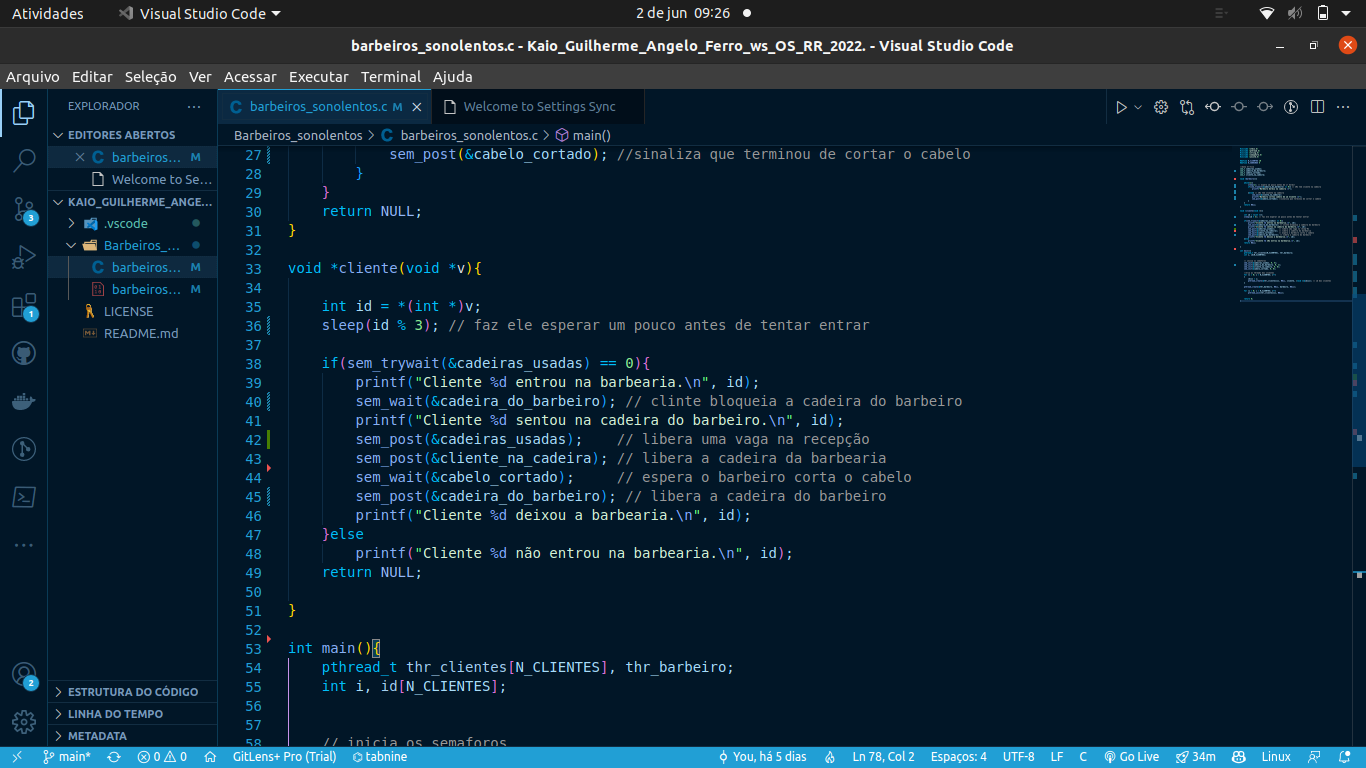 Atividades
Visual Studio Code
2 de jun 09:26
barbeiros_sonolentos.c - Kaio_Guilherme_Angelo_Ferro_ws_OS_RR_2022. - Visual Studio Code
Arquivo Editar Seleção Ver Acessar Executar Terminal Ajuda
EXPLORADOR ···
C barbeiros_sonolentos.c M
Welcome to Settings Sync
EDITORES ABERTOS
Barbeiros_sonolentos > C barbeiros_sonolentos.c > main()
C barbeiros... M
Welcome to Se...
KAIO_GUILHERME_ANGE...
.vscode
Barbeiros_...
C barbeiros... M
barbeiros... M
LICENSE
README.md
3
1
2
27 sem_post(&cabelo_cortado); //sinaliza que terminou de cortar o cabelo
28 }
29 }
30 return NULL;
31 }
32
33 void *cliente(void *v){
34
35 int id = *(int *)v;
36 sleep(id % 3); // faz ele esperar um pouco antes de tentar entrar
37
38 if(sem_trywait(&cadeiras_usadas) == 0){
39 printf("Cliente %d entrou na barbearia.\n", id);
40 sem_wait(&cadeira_do_barbeiro); // clinte bloqueia a cadeira do barbeiro
41 printf("Cliente %d sentou na cadeira do barbeiro.\n", id);
42 sem_post(&cadeiras_usadas); // libera uma vaga na recepção
43 sem_post(&cliente_na_cadeira); // libera a cadeira da barbearia
44 sem_wait(&cabelo_cortado); // espera o barbeiro corta o cabelo
45 sem_post(&cadeira_do_barbeiro); // libera a cadeira do barbeiro
46 printf("Cliente %d deixou a barbearia.\n", id);
47 }else
48 printf("Cliente %d não entrou na barbearia.\n", id);
49 return NULL;
50
51 }
52
53 int main(){
54 pthread_t thr_clientes[N_CLIENTES], thr_barbeiro;
55 int i, id[N_CLIENTES];
56
57
58 // inicia os semaforos
ESTRUTURA DO CÓDIGO
LINHA DO TEMPO
METADATA
main* 0 0 GitLens+ Pro (Trial) tabnine You, há 5 dias Ln 78, Col 2 Espaços: 4 UTF-8 LF C Go Live 34m Linux